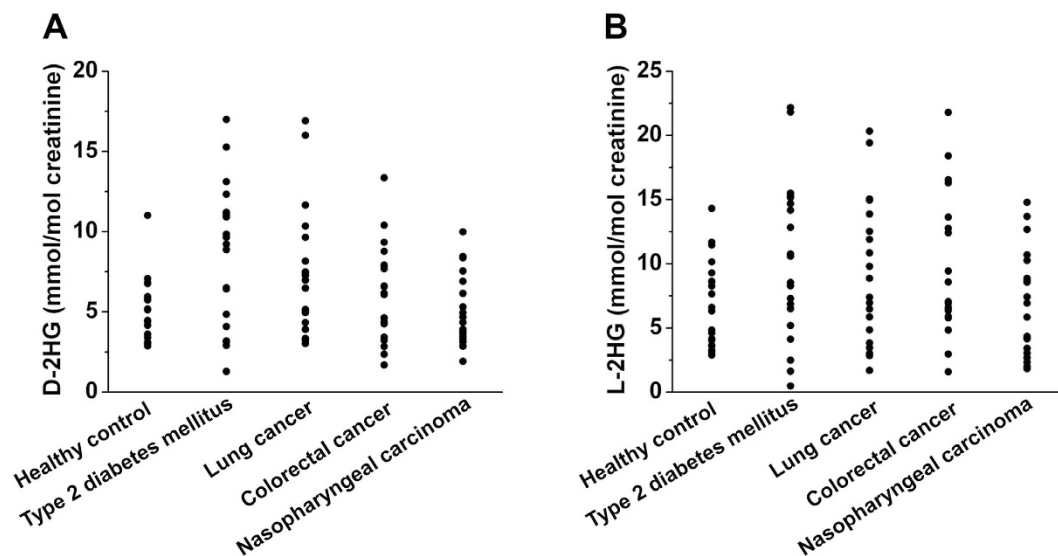 A
D-2HG (mmol/mol creatinine)
20
15
10
5
0
Healthy control
Type 2 diabetes mellitus
Lung cancer
Colorectal cancer
Nasopharyngeal carcinoma
B
L-2HG (mmol/mol creatinine)
25
20
15
10
5
0
Healthy control
Type 2 diabetes mellitus
Lung cancer
Colorectal cancer
Nasopharyngeal carcinoma